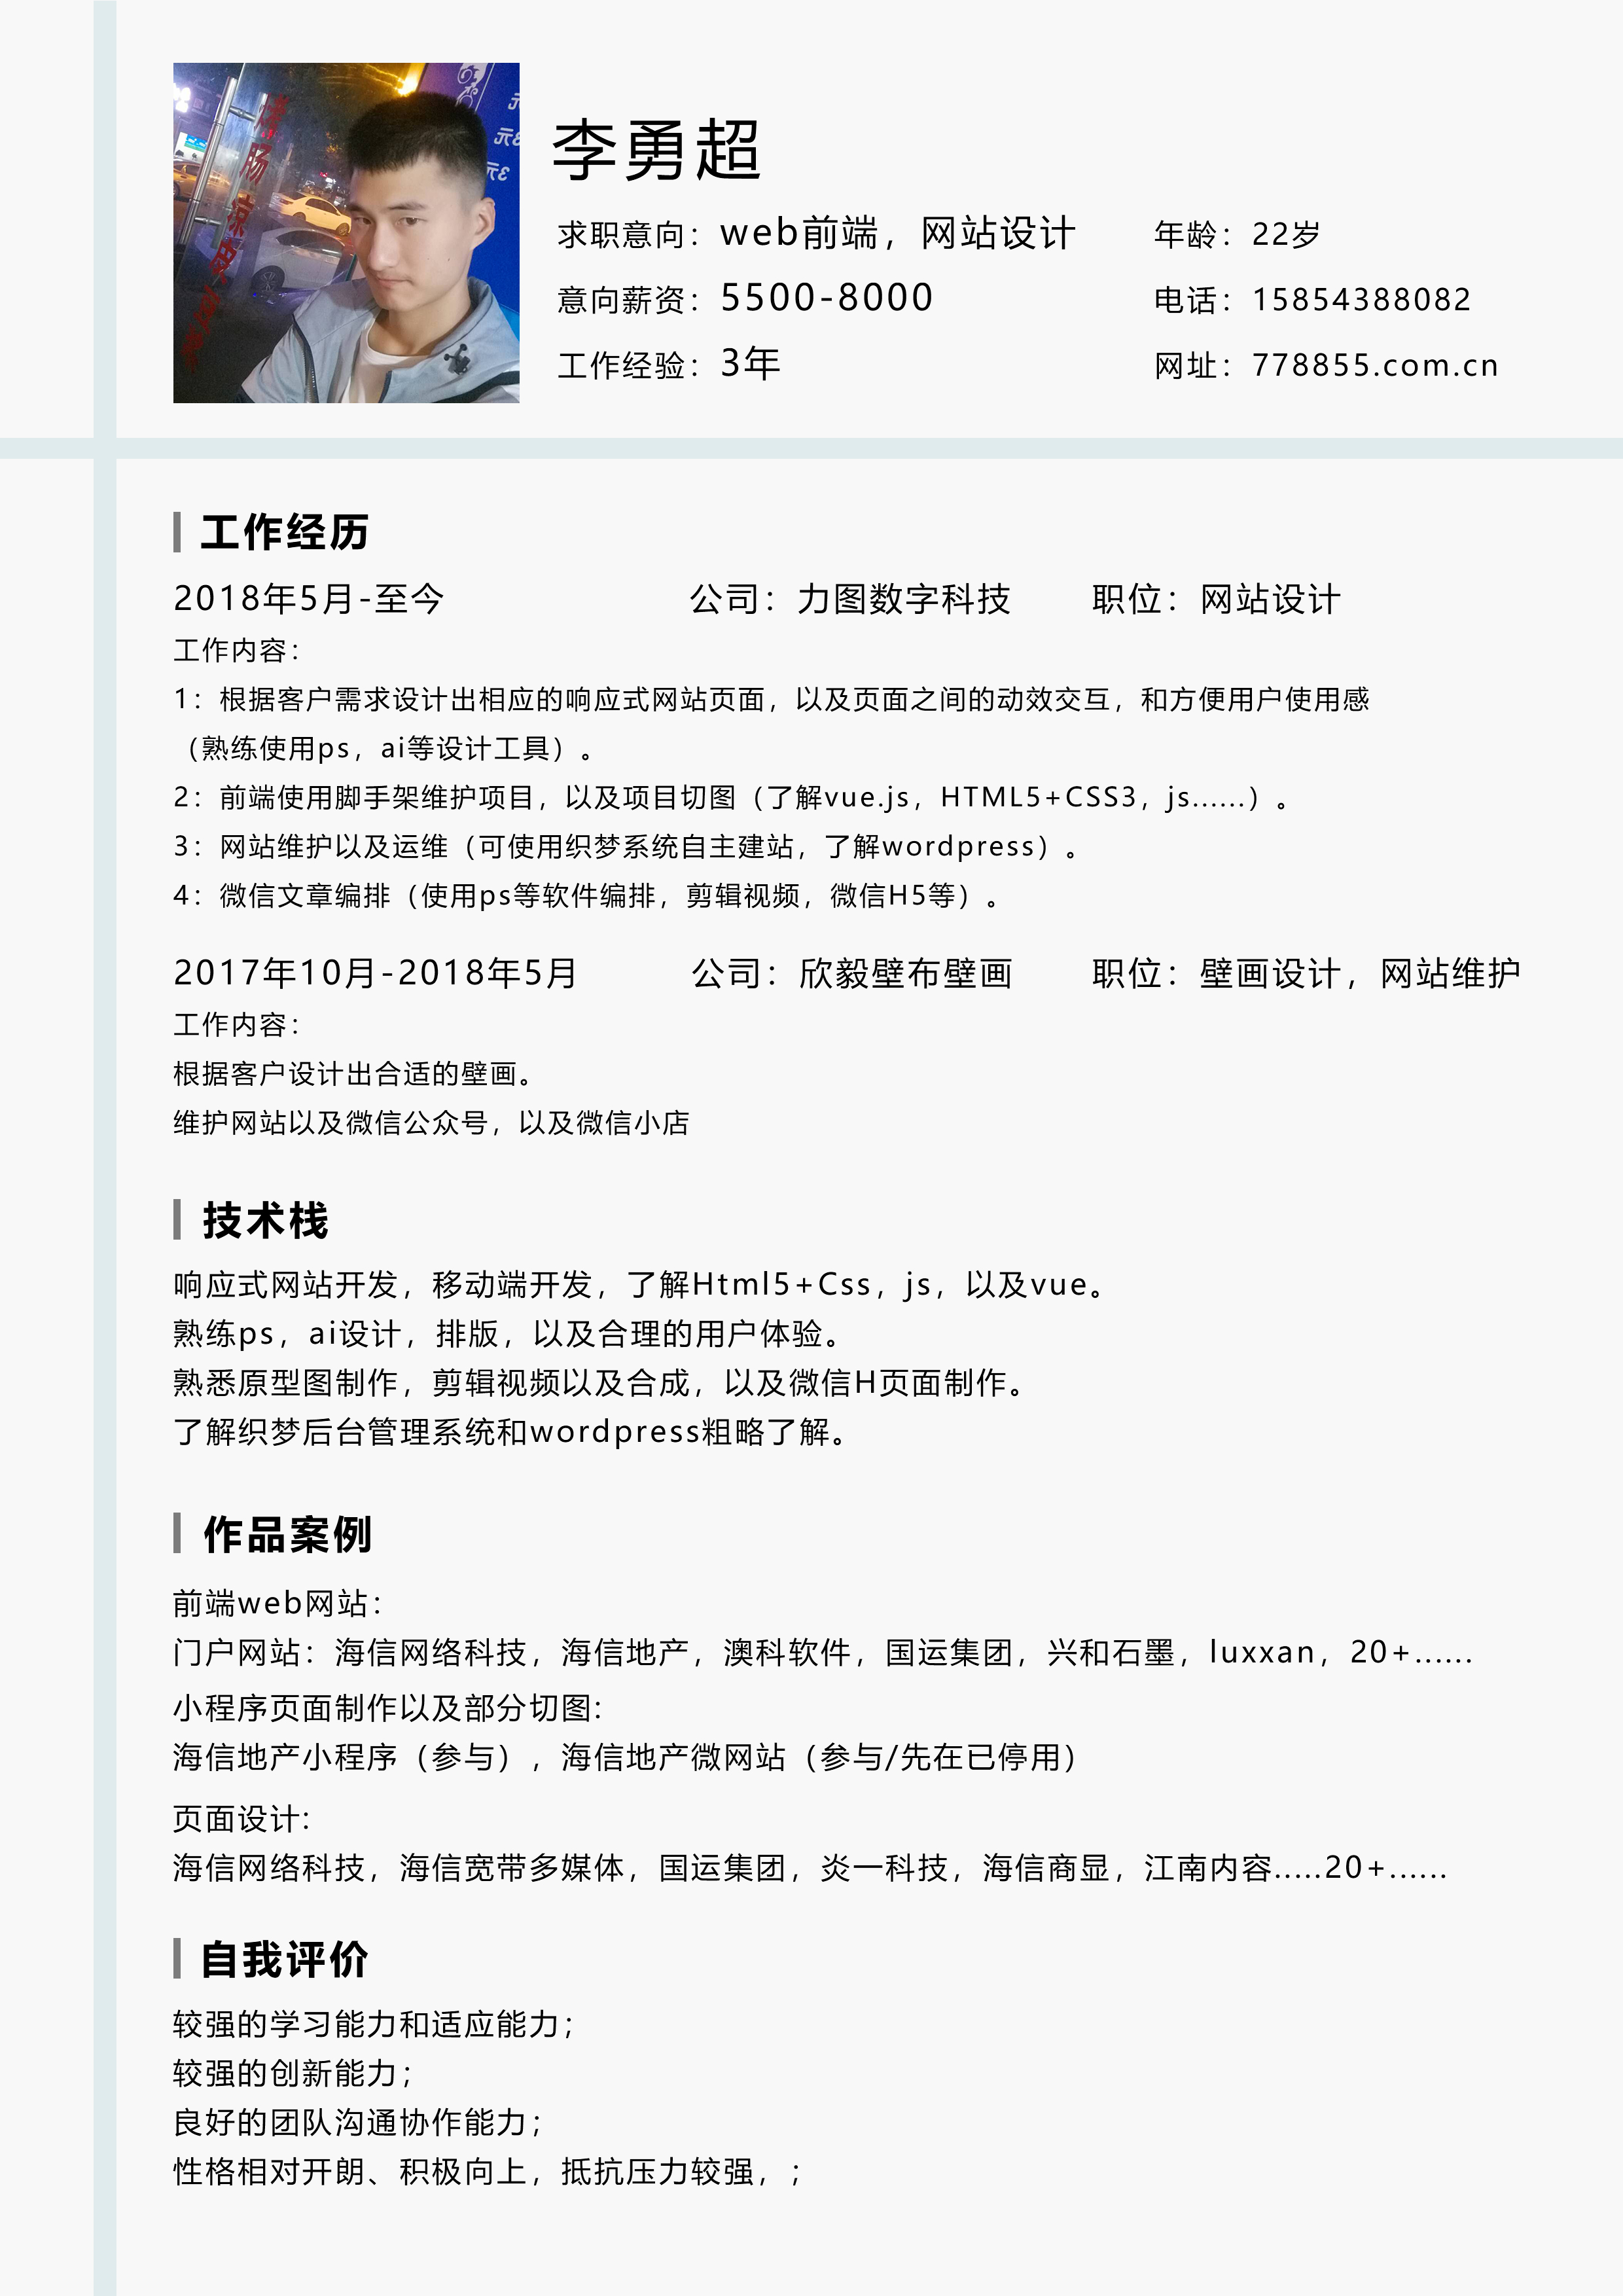 李勇超
求职意向：web前端，网站设计
年龄：22岁
意向薪资：5500-8000
电话：15854388082
工作经验：3年
网址：778855.com.cn
工作经历
2018年5月-至今 公司：力图数字科技 职位：网站设计
工作内容：
1：根据客户需求设计出相应的响应式网站页面，以及页面之间的动效交互，和方便用户使用感
（熟练使用ps，ai等设计工具）。
2：前端使用脚手架维护项目，以及项目切图（了解vue.js，HTML5+CSS3，js......）。
3：网站维护以及运维（可使用织梦系统自主建站，了解wordpress）。
4：微信文章编排（使用ps等软件编排，剪辑视频，微信H5等）。
2017年10月-2018年5月 公司：欣毅壁布壁画 职位：壁画设计，网站维护
工作内容：
根据客户设计出合适的壁画。
维护网站以及微信公众号，以及微信小店
技术栈
响应式网站开发，移动端开发，了解Html5+Css，js，以及vue。
熟练ps，ai设计，排版，以及合理的用户体验。
熟悉原型图制作，剪辑视频以及合成，以及微信H页面制作。
了解织梦后台管理系统和wordpress粗略了解。
作品案例
前端web网站：
门户网站：海信网络科技，海信地产，澳科软件，国运集团，兴和石墨，luxxan，20+......
小程序页面制作以及部分切图:
海信地产小程序（参与），海信地产微网站（参与/先在已停用）
页面设计:
海信网络科技，海信宽带多媒体，国运集团，炎一科技，海信商显，江南内容.....20+......
自我评价
较强的学习能力和适应能力；
较强的创新能力；
良好的团队沟通协作能力；
性格相对开朗、积极向上，抵抗压力较强，；